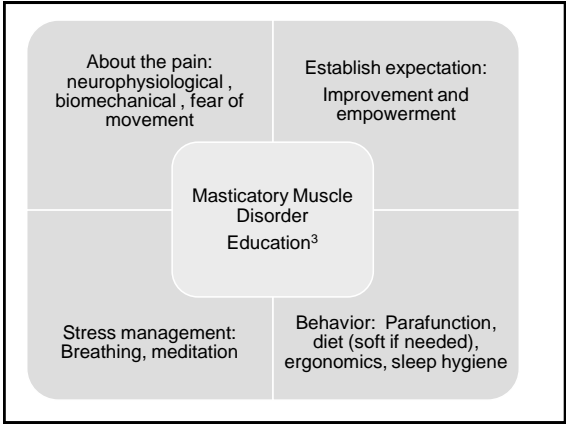 About the pain:
neurophysiological ,
biomechanical , fear of
movement
Establish expectation:
Improvement and
empowerment
Masticatory Muscle
Disorder
Education³
Stress management:
Breathing, meditation
Behavior: Parafunction,
diet (soft if needed),
ergonomics, sleep hygiene